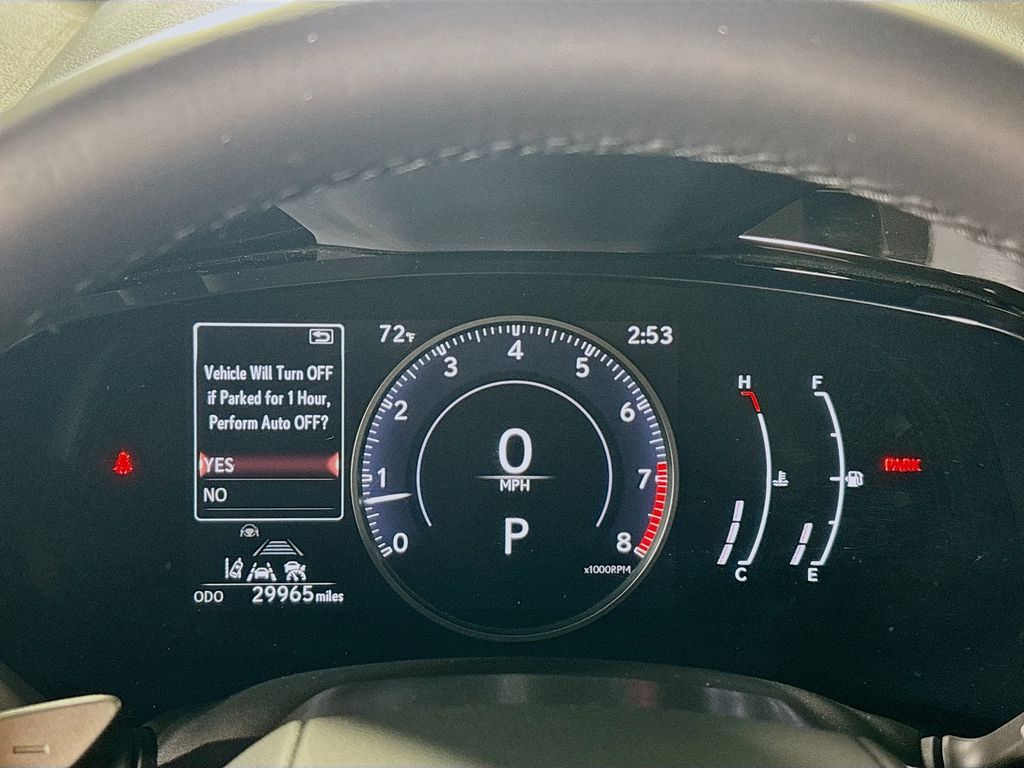 72°F
2:53
Vehicle Will Turn OFF
if Parked for 1 Hour,
Perform Auto OFF?
YES
NO
0
1
2
3
4
5
6
7
8
x1000RPM
0
MPH
P
H
C
F
E
PARK
ODO 29965 miles